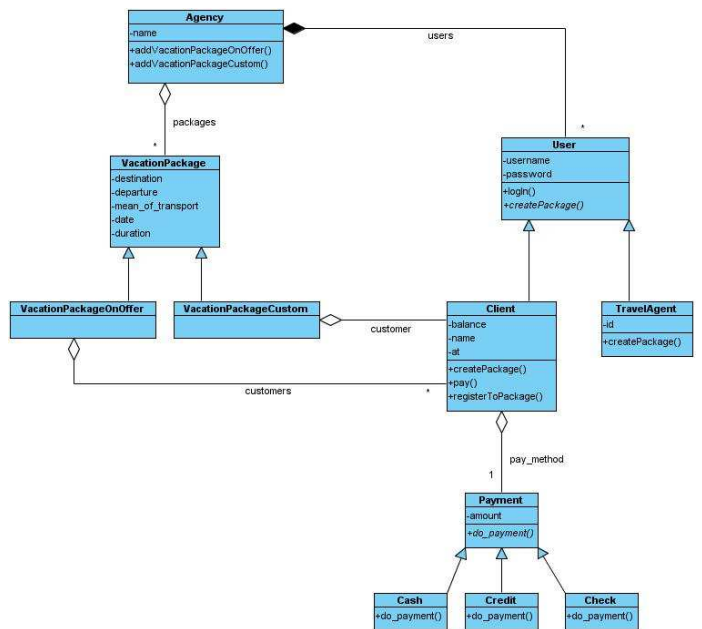 Agency
-name
+addVacationPackageOnOffer()
+addVacationPackageCustom()
users
*
packages
*
User
-username
-password
+logIn()
+createPackage()
VacationPackage
-destination
-departure
-mean_of_transport
-date
-duration
VacationPackageOnOffer
VacationPackageCustom
customer
Client
-balance
-name
-at
+createPackage()
+pay()
+registerToPackage()
TravelAgent
-id
+createPackage()
customers
*
pay_method
1
Payment
-amount
+do_payment()
Cash
+do_payment()
Credit
+do_payment()
Check
+do_payment()